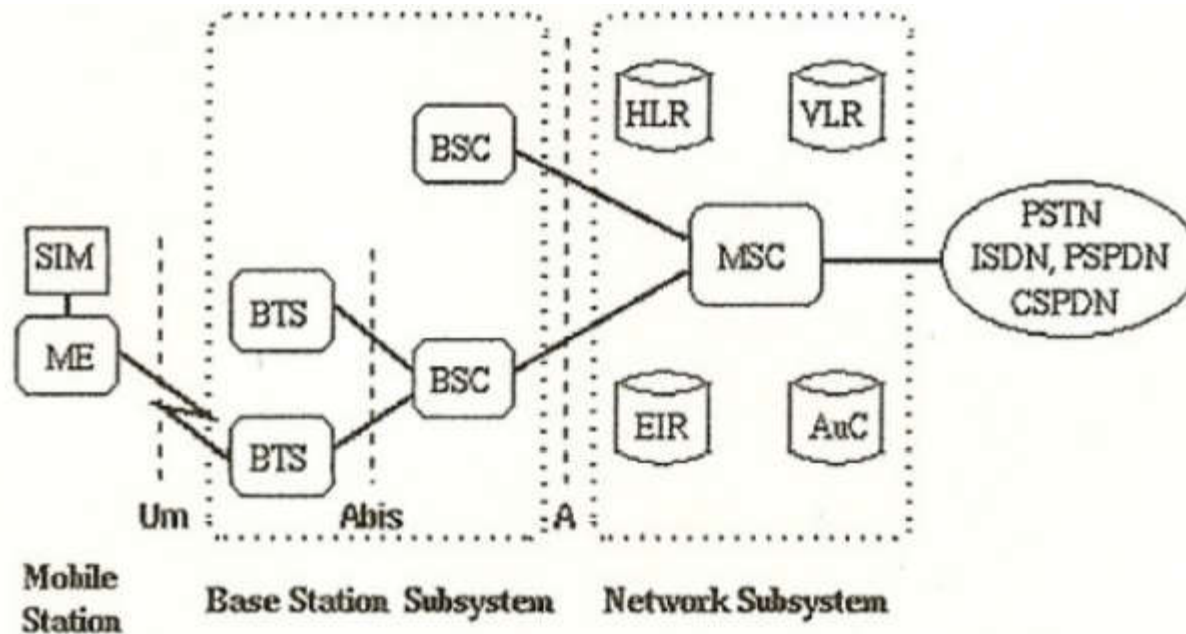 HLR
VLR
BSC
SIM
MSC
PSTN
ISDN, PSPDN
CSPDN
BTS
ME
BSC
EIR
AuC
BTS
Um
Abis
A
Mobile
Station
Base Station Subsystem
Network Subsystem